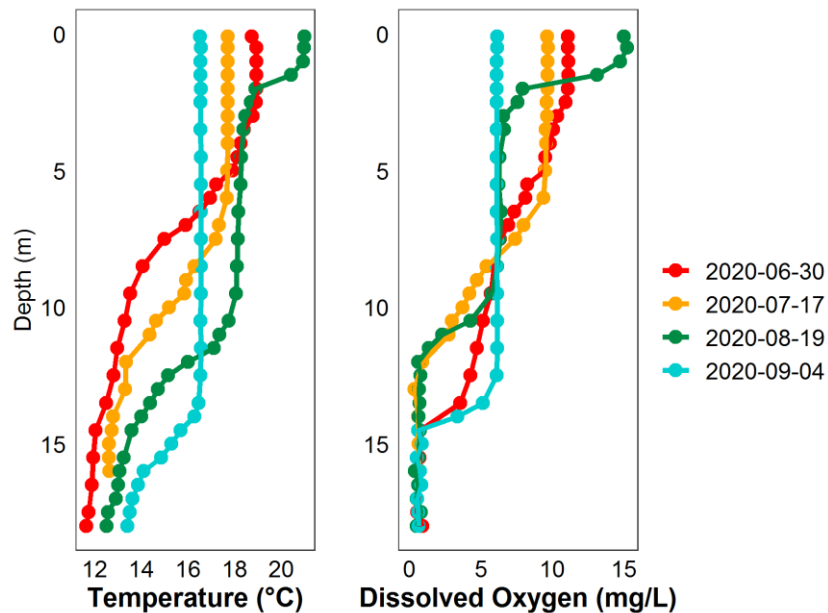 0
5
10
15
Depth (m)
12 14 16 18 20
Temperature (°C)
0
5
10
15
0 5 10 15
Dissolved Oxygen (mg/L)
2020-06-30
2020-07-17
2020-08-19
2020-09-04